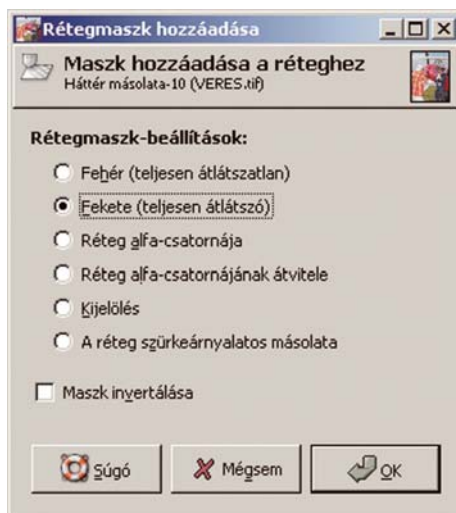 Rétegmaszk hozzáadása
Maszk hozzáadása a réteghez
Háttér másolata-10 (VERES.tif)
Rétegmaszk-beállítások:
Fehér (teljesen átlátszatlan)
Fekete (teljesen átlátszó)
Réteg alfa-csatornája
Réteg alfa-csatornájának átvitele
Kijelölés
A réteg szürkeárnyalatos másolata
Maszk invertálása
Súgó
Mégsem
OK